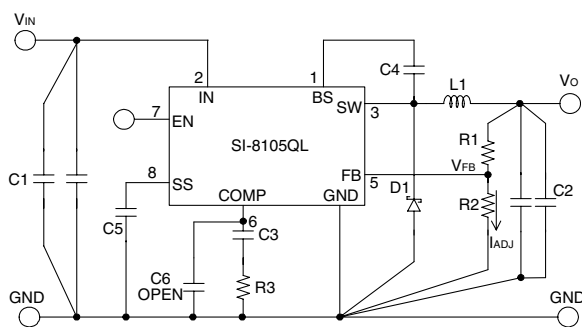 VIN
C4
L1
VO
2
1
IN
BS
SW
3
7
EN
SI-8105QL
R1
C1
8
SS
FB
5
VFB
C2
COMP
GND
D1
R2
C5
6
C3
IADJ
C6
OPEN
R3
GND
GND